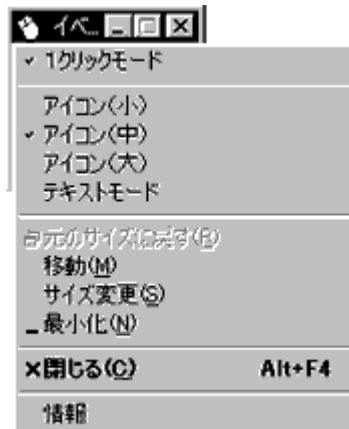 イベ...
1クリックモード
アイコン(小)
アイコン(中)
アイコン(大)
テキストモード
元のサイズに戻す(R)
移動(M)
サイズ変更(S)
最小化(N)
閉じる(C) Alt+F4
情報